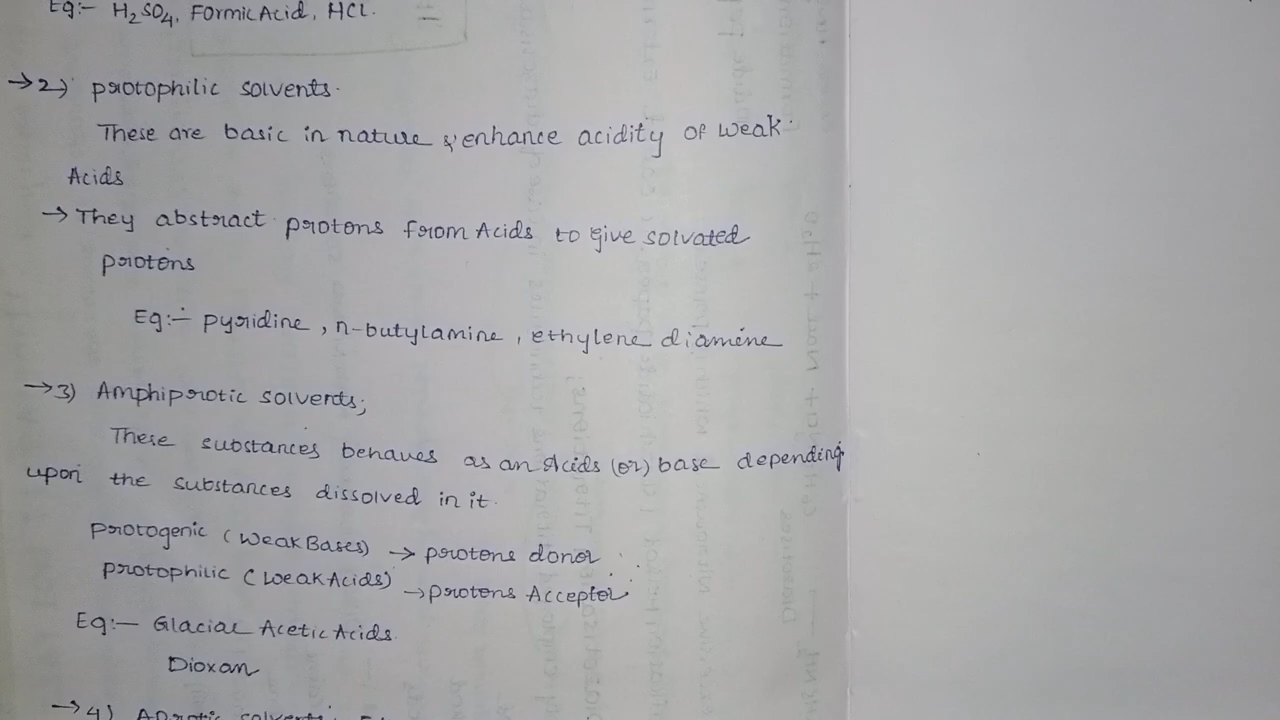 Eg:- H₂SO₄, Formic Acid, HCl.
→2) protophilic solvents.
These are basic in nature & enhance acidity of weak
Acids
→ They abstract protons from Acids to give solvated
protons
Eg:- pyridine, n-butylamine, ethylene diamine
→3) Amphiprotic solvents;
These substances behaves as an Acids (or) base depending
upon the substances dissolved in it.
protogenic (weak Bases) → protons donor
protophilic (weak Acids) → protons Acceptor
Eg:- Glacial Acetic Acids
Dioxan
→4) Aprotic solvents